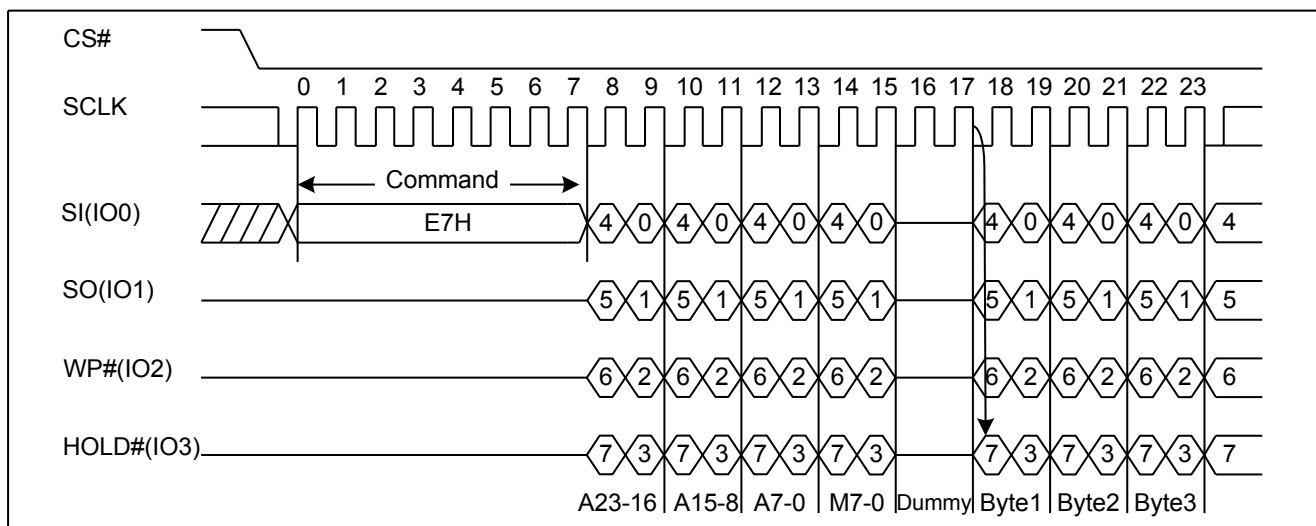 CS#
0 1 2 3 4 5 6 7 8 9 10 11 12 13 14 15 16 17 18 19 20 21 22 23
SCLK
Command
SI(IO0) E7H 4 0 4 0 4 0 4 0 4 0 4 0 4 0 4
SO(IO1) 5 1 5 1 5 1 5 1 5 1 5 1 5 1 5
WP#(IO2) 6 2 6 2 6 2 6 2 6 2 6 2 6 2 6
HOLD#(IO3) 7 3 7 3 7 3 7 3 7 3 7 3 7 3 7
A23-16 A15-8 A7-0 M7-0 Dummy Byte1 Byte2 Byte3